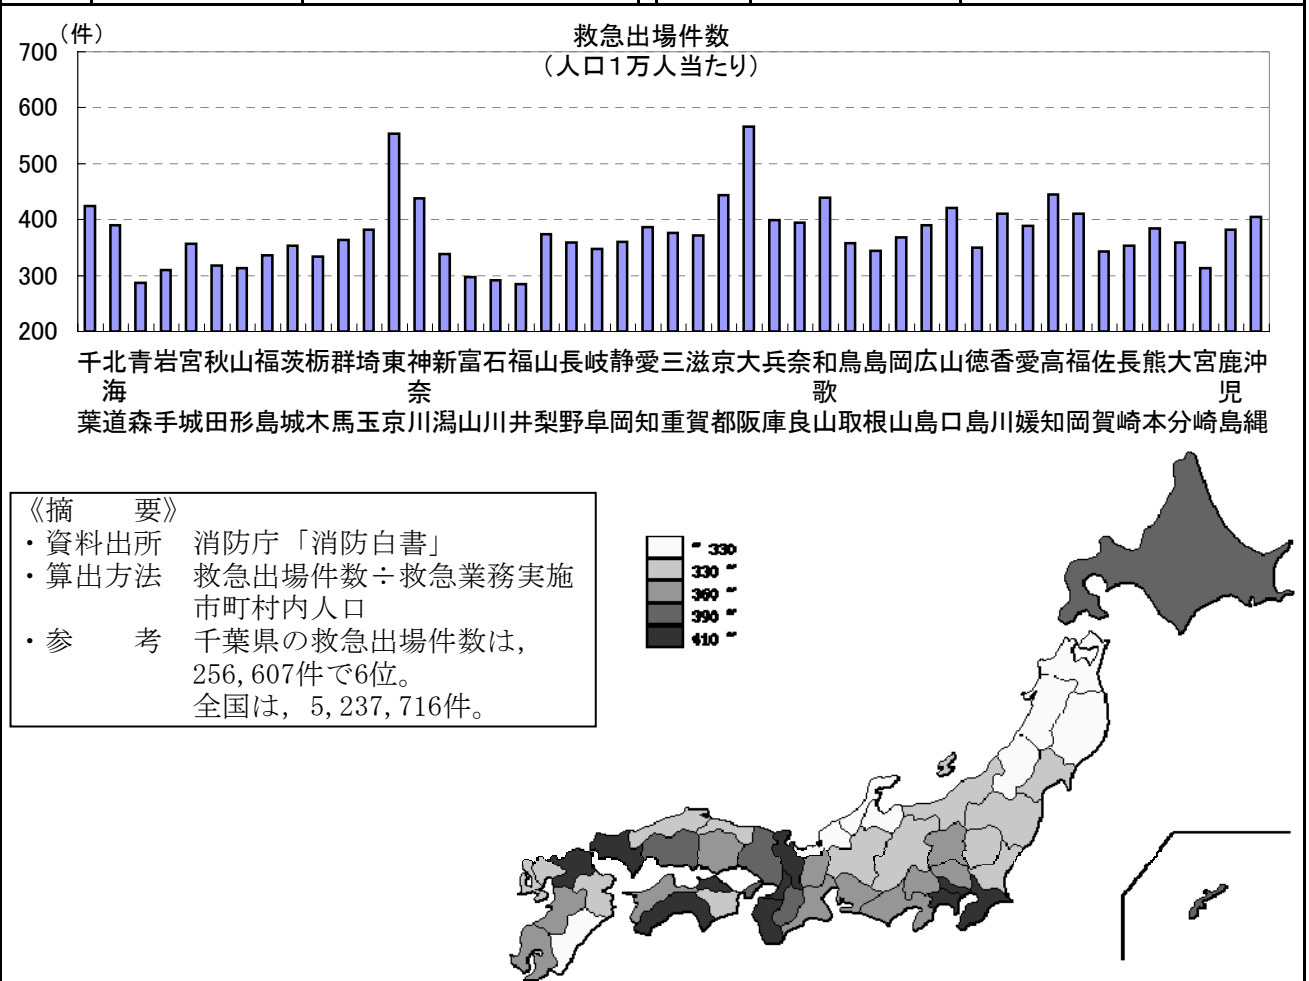 (件)
救急出場件数
(人口1万人当たり)
700
600
500
400
300
200
千葉
北海道
青森
岩手
宮城
秋田
山形
福島
茨城
栃木
群馬
埼玉
東京
神奈川
新潟
富山
石川
福井
山梨
長野
岐阜
静岡
愛知
三重
滋賀
京都
大阪
兵庫
奈良
和歌山
鳥取
島根
岡山
広島
山口
徳島
香川
愛媛
高知
福岡
佐賀
長崎
熊本
大分
宮崎
鹿児島
沖縄
《摘　　要》
・資料出所　消防庁「消防白書」
・算出方法　救急出場件数÷救急業務実施
市町村内人口
・参　　考　千葉県の救急出場件数は,
256,607件で6位。
全国は, 5,237,716件。
~ 330
330 ~
360 ~
390 ~
410 ~